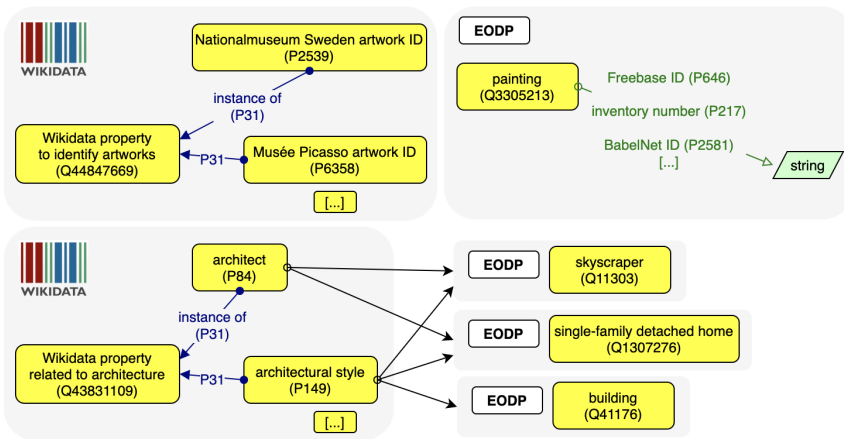 WIKIDATA
Nationalmuseum Sweden artwork ID
(P2539)
instance of
(P31)
Wikidata property
to identify artworks
(Q44847669)
P31
Musée Picasso artwork ID
(P6358)
[...]
EODP
painting
(Q3305213)
Freebase ID (P646)
inventory number (P217)
BabelNet ID (P2581)
[...]
string
WIKIDATA
architect
(P84)
instance of
(P31)
Wikidata property
related to architecture
(Q43831109)
P31
architectural style
(P149)
[...]
EODP
skyscraper
(Q11303)
EODP
single-family detached home
(Q1307276)
EODP
building
(Q41176)